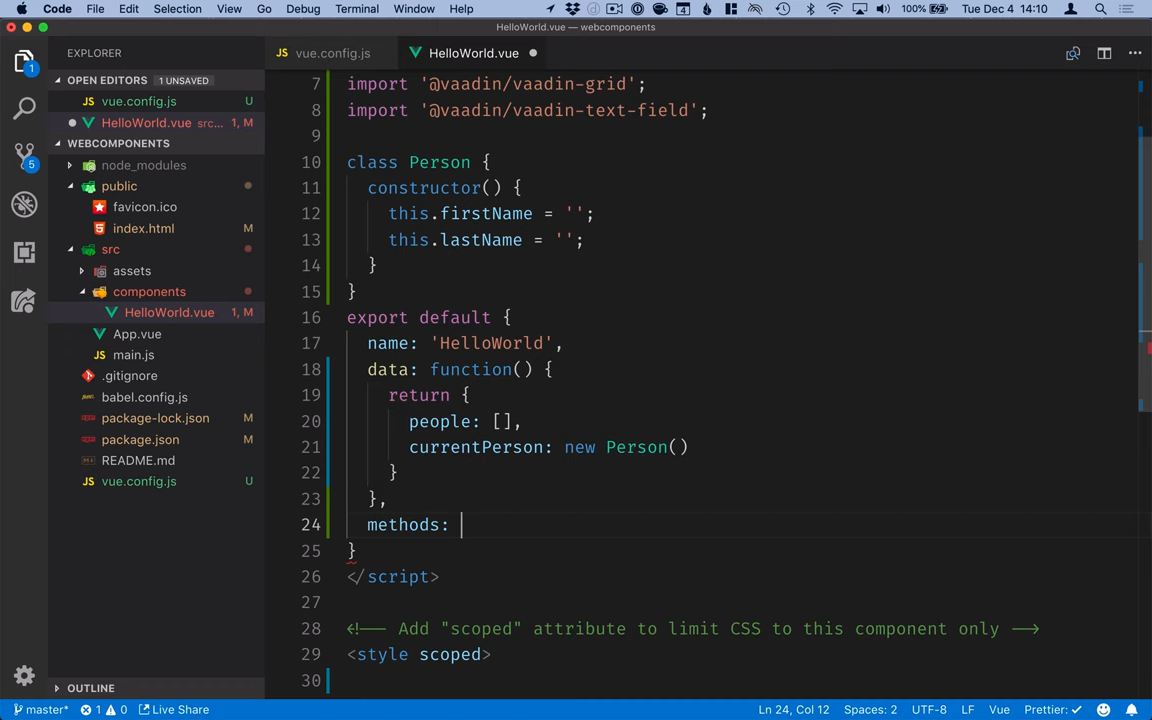 Code File Edit Selection View Go Debug Terminal Window Help 4 100% Tue Dec 4 14:10
HelloWorld.vue — webcomponents
EXPLORER
JS vue.config.js
HelloWorld.vue
OPEN EDITORS 1 UNSAVED
JS vue.config.js U
HelloWorld.vue src... 1, M
WEBCOMPONENTS
node_modules
public
favicon.ico
index.html M
src
assets
components
HelloWorld.vue 1, M
App.vue
main.js
.gitignore
babel.config.js
package-lock.json M
package.json M
README.md
JS vue.config.js U
OUTLINE
1
5
7 import '@vaadin/vaadin-grid';
8 import '@vaadin/vaadin-text-field';
9
10 class Person {
11 constructor() {
12 this.firstName = '';
13 this.lastName = '';
14 }
15 }
16 export default {
17 name: 'HelloWorld',
18 data: function() {
19 return {
20 people: [],
21 currentPerson: new Person()
22 }
23 },
24 methods:
25 }
26 </script>
27
28 <!-- Add "scoped" attribute to limit CSS to this component only -->
29 <style scoped>
30
master* 1 0 Live Share Ln 24, Col 12 Spaces: 2 UTF-8 LF Vue Prettier: ✓